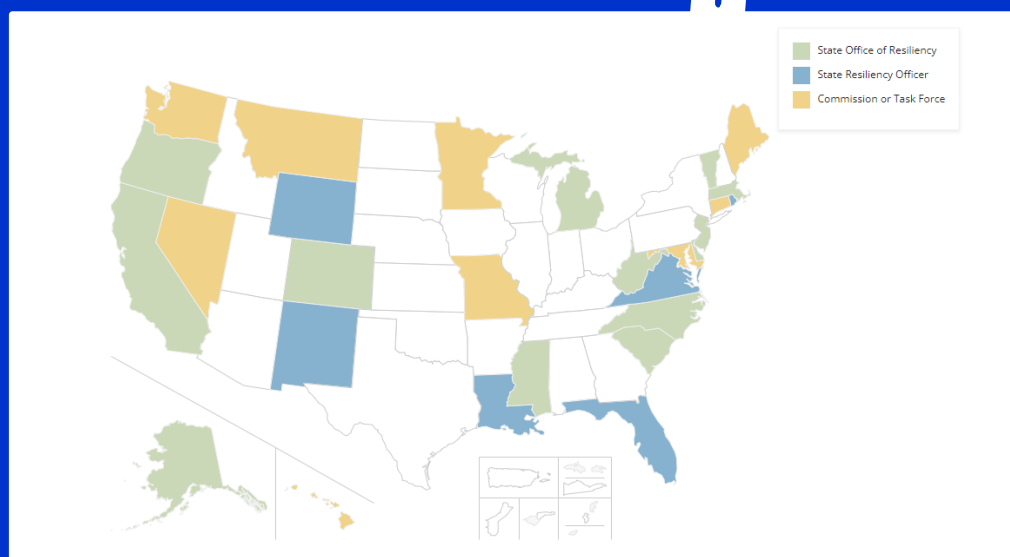 State Office of Resiliency
State Resiliency Officer
Commission or Task Force